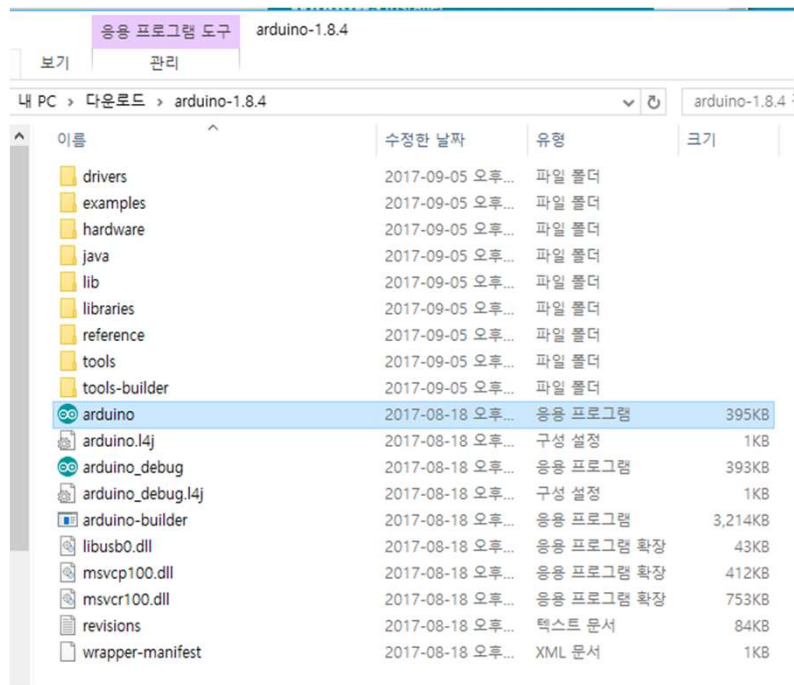 응용 프로그램 도구 arduino-1.8.4
보기 관리
내 PC > 다운로드 > arduino-1.8.4 arduino-1.8.4
이름 수정한 날짜 유형 크기
drivers 2017-09-05 오후... 파일 폴더
examples 2017-09-05 오후... 파일 폴더
hardware 2017-09-05 오후... 파일 폴더
java 2017-09-05 오후... 파일 폴더
lib 2017-09-05 오후... 파일 폴더
libraries 2017-09-05 오후... 파일 폴더
reference 2017-09-05 오후... 파일 폴더
tools 2017-09-05 오후... 파일 폴더
tools-builder 2017-09-05 오후... 파일 폴더
arduino 2017-08-18 오후... 응용 프로그램 395KB
arduino.l4j 2017-08-18 오후... 구성 설정 1KB
arduino_debug 2017-08-18 오후... 응용 프로그램 393KB
arduino_debug.l4j 2017-08-18 오후... 구성 설정 1KB
arduino-builder 2017-08-18 오후... 응용 프로그램 3,214KB
libusb0.dll 2017-08-18 오후... 응용 프로그램 확장 43KB
msvcp100.dll 2017-08-18 오후... 응용 프로그램 확장 412KB
msvcr100.dll 2017-08-18 오후... 응용 프로그램 확장 753KB
revisions 2017-08-18 오후... 텍스트 문서 84KB
wrapper-manifest 2017-08-18 오후... XML 문서 1KB